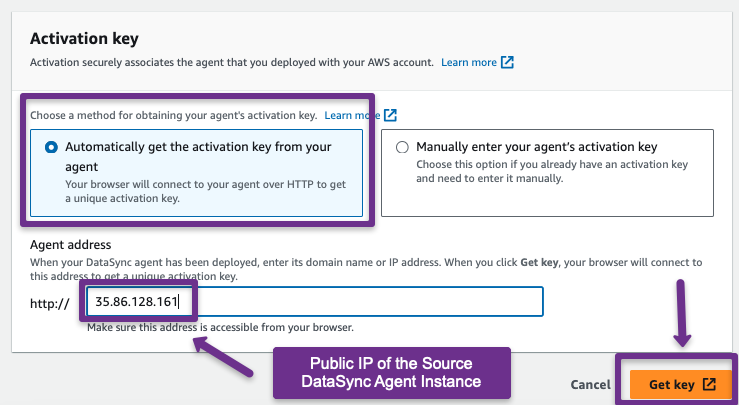 Activation key
Activation securely associates the agent that you deployed with your AWS account. Learn more
Choose a method for obtaining your agent's activation key. Learn more
Automatically get the activation key from your
agent
Your browser will connect to your agent over HTTP to get
a unique activation key.
Manually enter your agent's activation key
Choose this option if you already have an activation key
and need to enter it manually.
Agent address
When your DataSync agent has been deployed, enter its domain name or IP address. When you click Get key, your browser will connect to
this address to get a unique activation key.
http:// 35.86.128.161
Make sure this address is accessible from your browser.
Public IP of the Source
DataSync Agent Instance
Cancel Get key